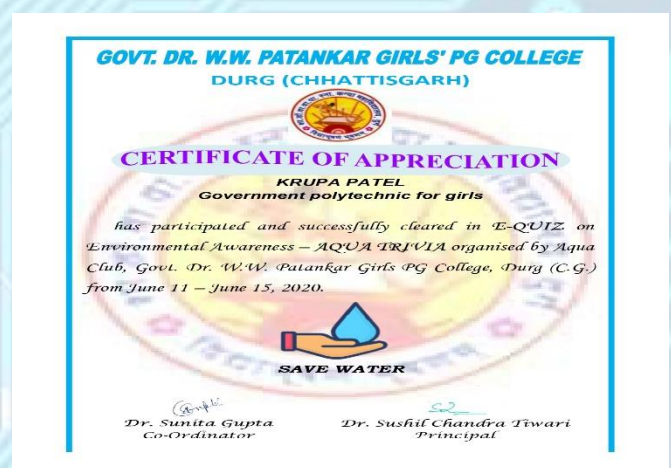 GOVT. DR. W.W. PATANKAR GIRLS' PG COLLEGE
DURG (CHHATTISGARH)
CERTIFICATE OF APPRECIATION
KRUPA PATEL
Government polytechnic for girls
has participated and successfully cleared in E-QUIZ on
Environmental Awareness – AQUA TRIVIA organised by Aqua
Club, Govt. Dr. W.W. Patankar Girls PG College, Durg (C.G.)
from June 11 – June 15, 2020.
SAVE WATER
Dr. Sunita Gupta Dr. Sushil Chandra Tiwari
Co-Ordinator Principal